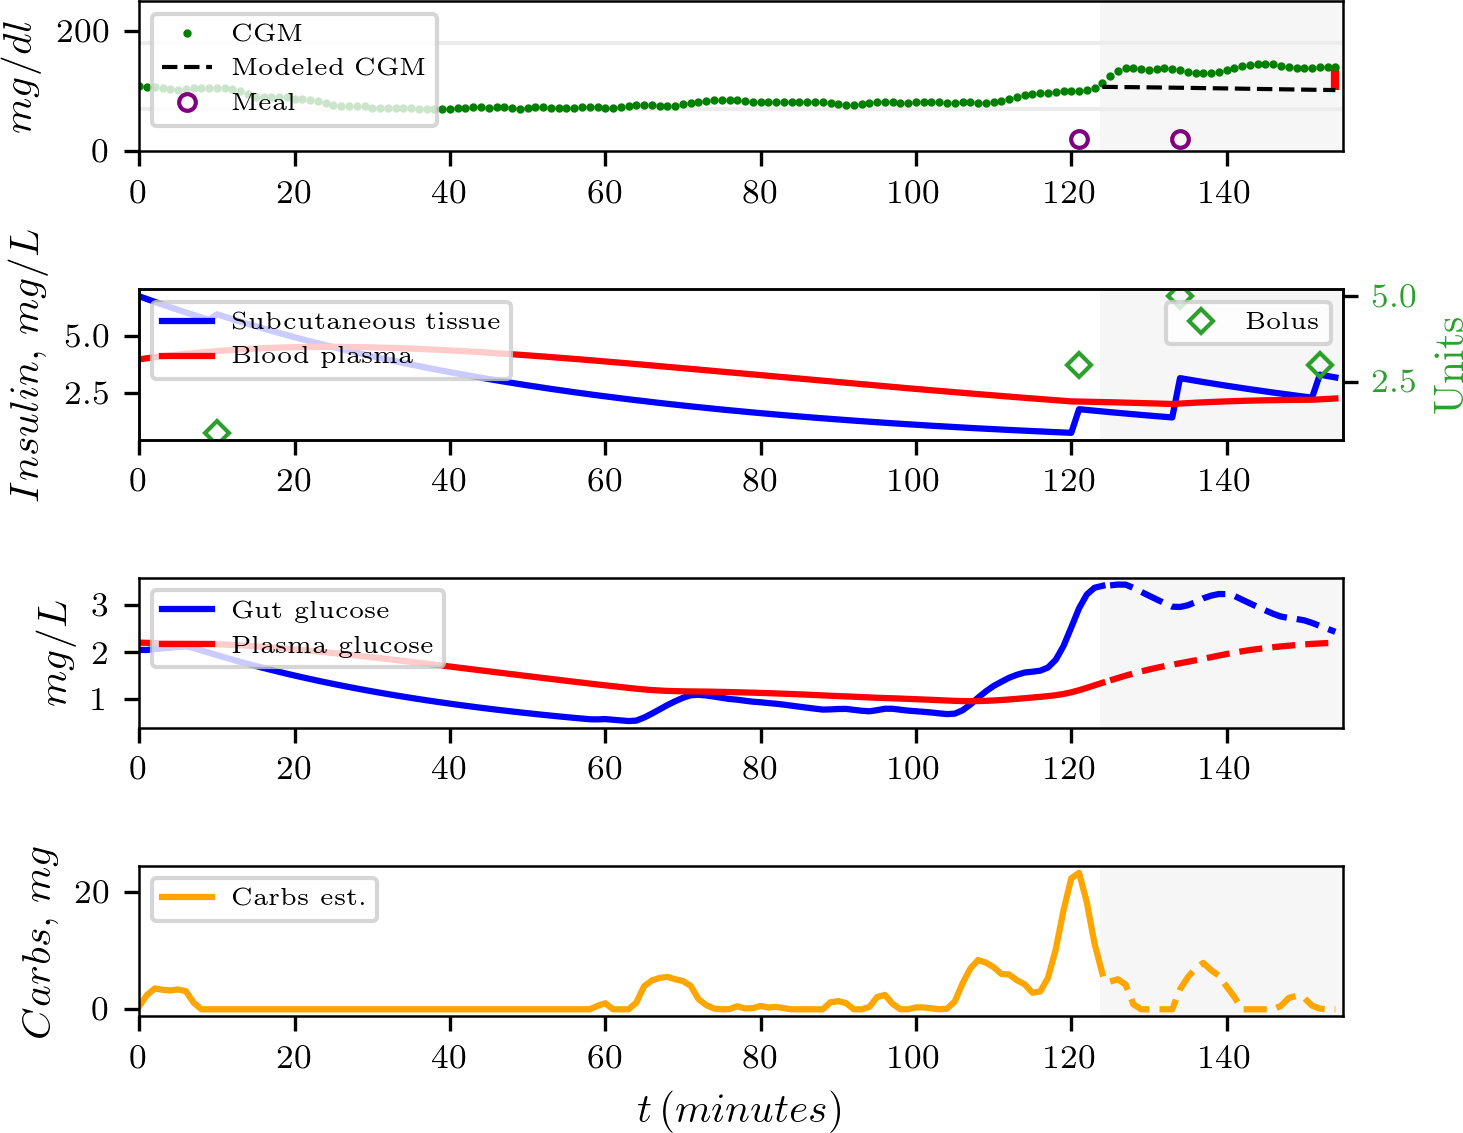 mg/dl
200
0
CGM
Modeled CGM
Meal
0 20 40 60 80 100 120 140
Insulin, mg/L
5.0
2.5
Subcutaneous tissue
Blood plasma
Bolus
5.0
2.5
Units
0 20 40 60 80 100 120 140
mg/L
3
2
1
Gut glucose
Plasma glucose
0 20 40 60 80 100 120 140
Carbs, mg
20
0
Carbs est.
0 20 40 60 80 100 120 140
t (minutes)